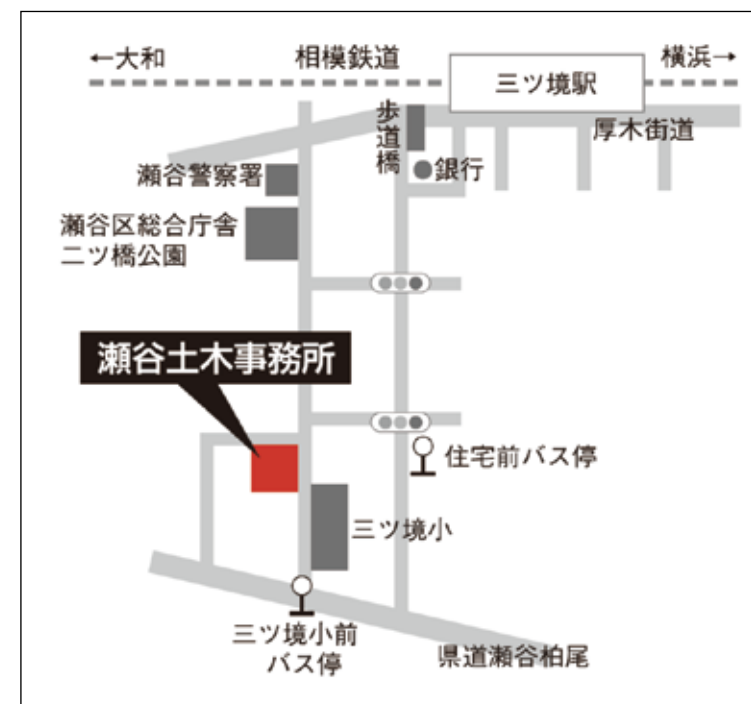 ←大和
相模鉄道
横浜→
三ツ境駅
歩道橋
厚木街道
銀行
瀬谷警察署
瀬谷区総合庁舎
二ツ橋公園
瀬谷土木事務所
住宅前バス停
三ツ境小
三ツ境小前
バス停
県道瀬谷柏尾